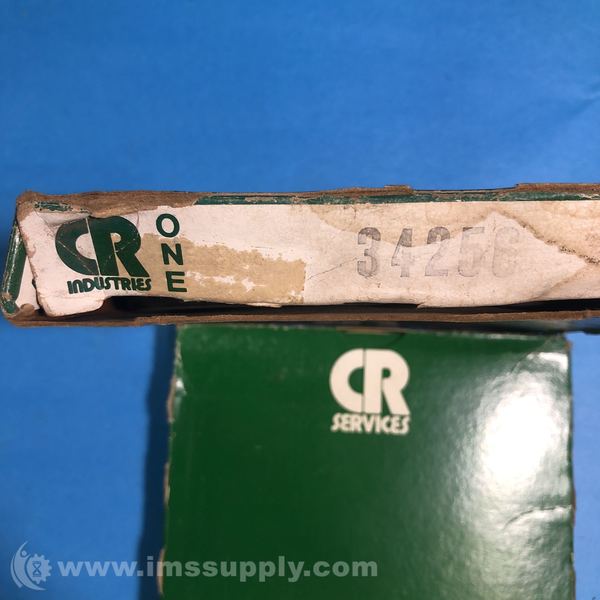 CR
INDUSTRIES
ONE
34256
CR
SERVICES
www.imssupply.com